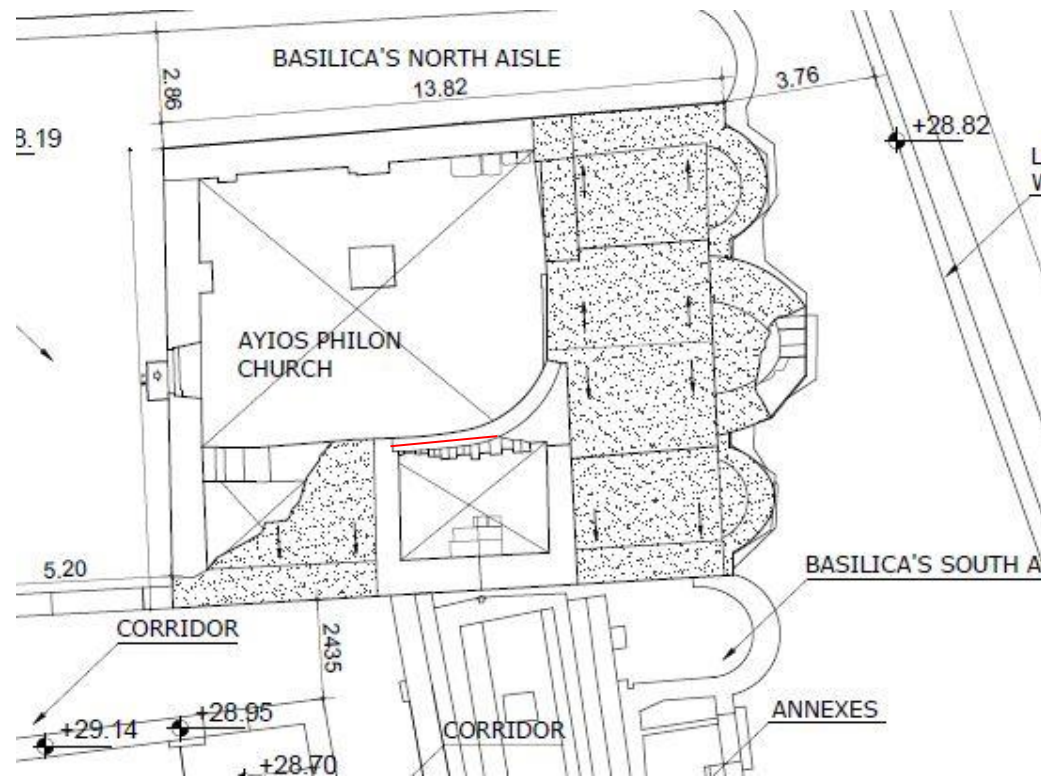 BASILICA'S NORTH AISLE
2.86
13.82
3.76
+28.82
8.19
L
W
AYIOS PHILON
CHURCH
5.20
BASILICA'S SOUTH A
CORRIDOR
2435
+29.14
+28.95
CORRIDOR
ANNEXES
+28.70